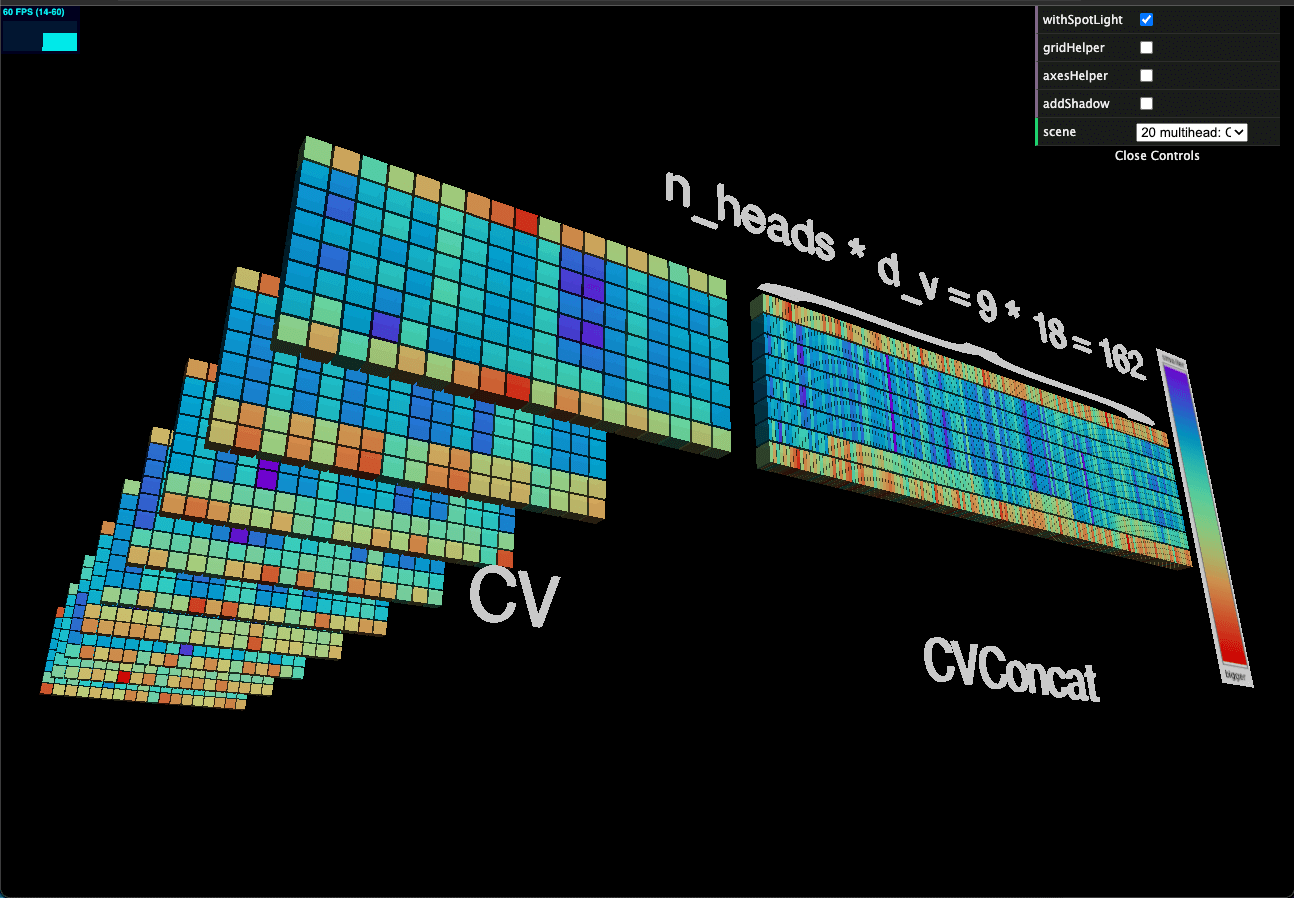 60 FPS (14-60)
withSpotLight
gridHelper
axesHelper
addShadow
scene
20 multihead: C
Close Controls
n_heads * d_v = 9 * 18 = 162
CV
CVConcat
bigger